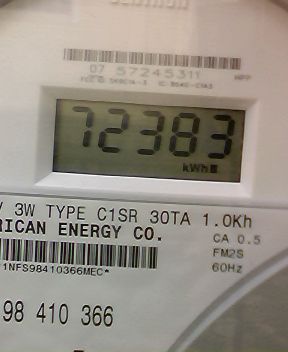 07 57245311
72383
kWh
3W TYPE C1SR 30TA 1.0Kh
RICAN ENERGY CO.
CA 0.5
FM2S
60Hz
1NFS98410366MEC*
98 410 366